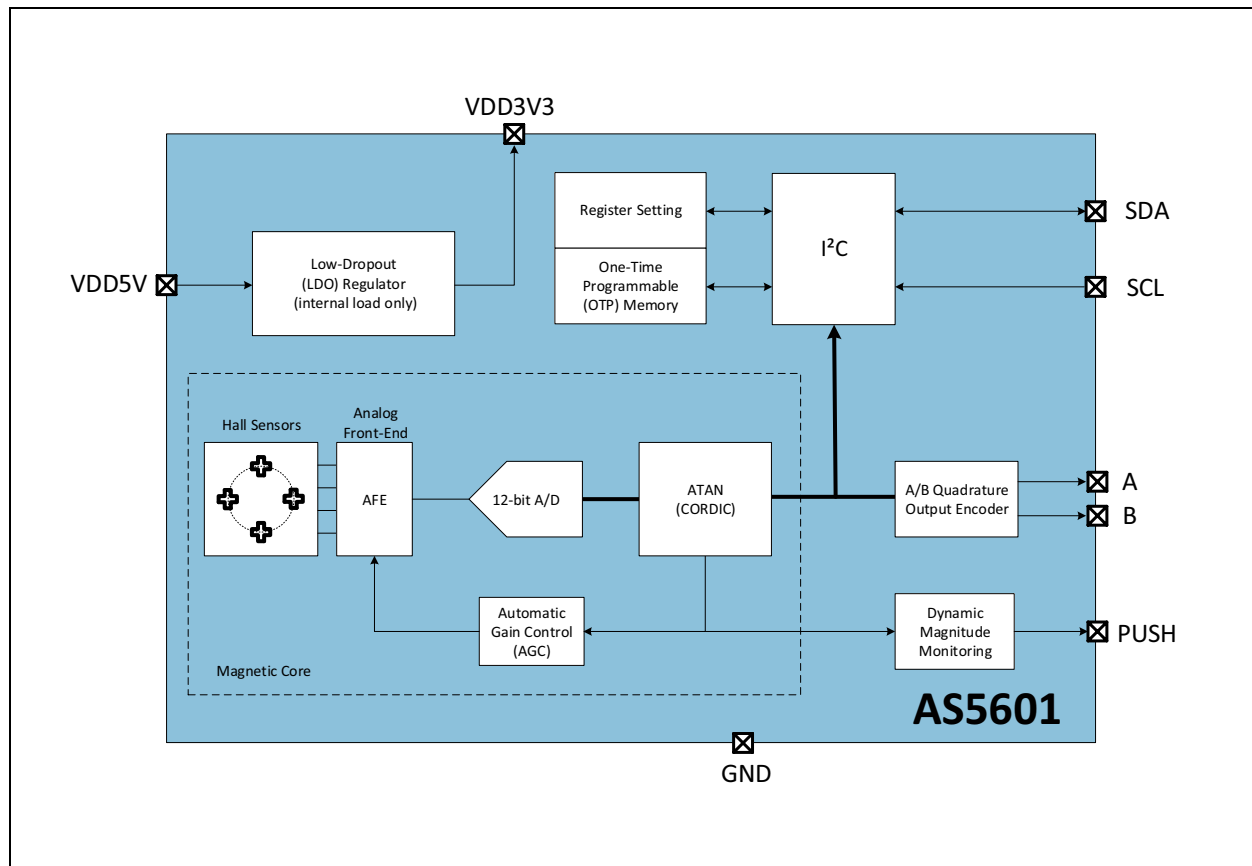 VDD3V3
Register Setting
I²C
SDA
VDD5V
Low-Dropout
(LDO) Regulator
(internal load only)
One-Time
Programmable
(OTP) Memory
SCL
Hall Sensors
Analog
Front-End
AFE
12-bit A/D
ATAN
(CORDIC)
A/B Quadrature
Output Encoder
A
B
Automatic
Gain Control
(AGC)
Dynamic
Magnitude
Monitoring
PUSH
Magnetic Core
AS5601
GND